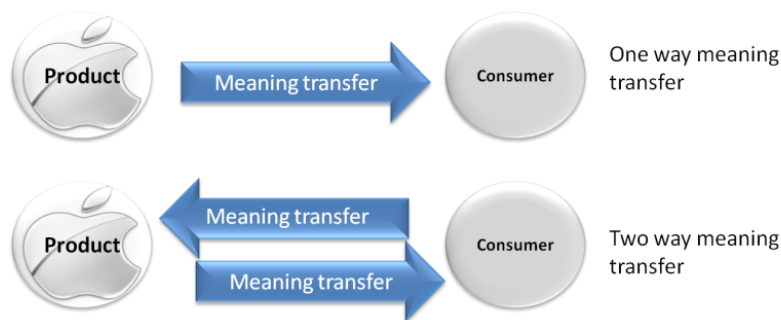 Product
Meaning transfer
Consumer
One way meaning
transfer
Product
Meaning transfer
Meaning transfer
Consumer
Two way meaning
transfer